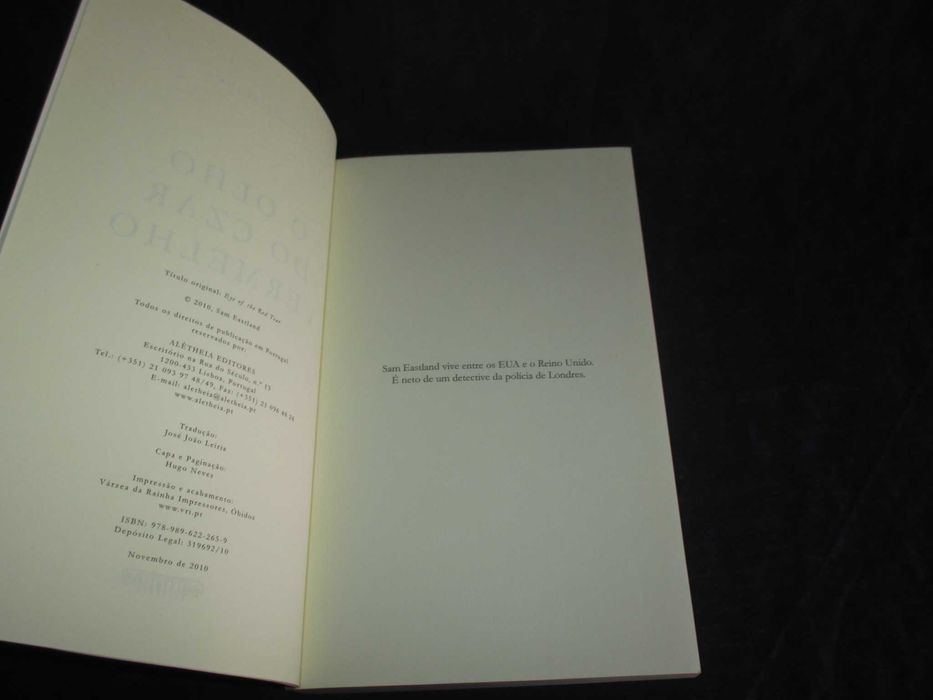 Título original: Eye of the Red Tsar
© 2010, Sam Eastland
Todos os direitos de publicação em Portugal
reservados por:
ALÊTHEIA EDITORES
Escritório na Rua do Século, n.º 13
1200-433 Lisboa, Portugal
Tel.: (+351) 21 093 97 48/49, Fax: (+351) 21 096 48 26
E-mail: aletheia@aletheia.pt
www.aletheia.pt
Tradução:
José João Leiria
Capa e Paginação:
Hugo Neves
Impressão e acabamento:
Várzea da Rainha Impressores, Óbidos
www.vri.pt
ISBN: 978-989-622-265-9
Depósito Legal: 319692/10
Novembro de 2010
Sam Eastland vive entre os EUA e o Reino Unido.
É neto de um detective da polícia de Londres.